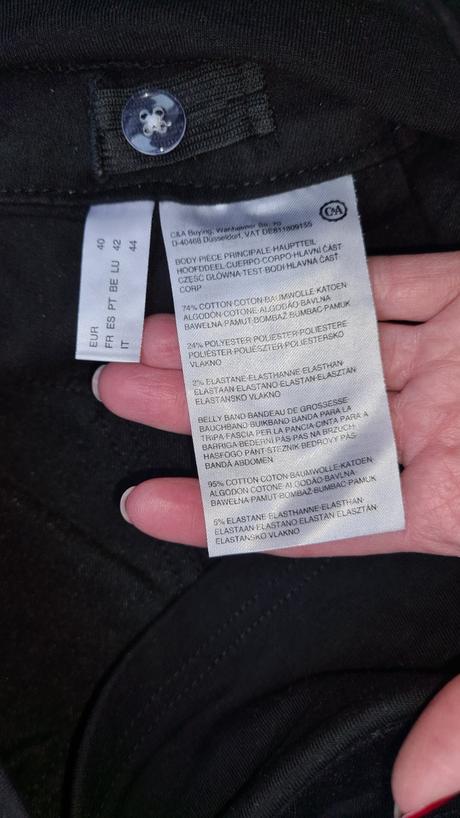 EUR 40
FR ES PT BE LU 42
IT 44
C&A
C&A Buying, Wanheimer Str. 70
D-40468 Düsseldorf, VAT DE811809155
BODY PIÈCE PRINCIPALE·HAUPTTEIL
HOOFDDEEL·CUERPO·CORPO·HLAVNÍ ČÁST
CZĘŚĆ GŁÓWNA·TEST·BODI·HLAVNÁ ČASŤ
CORP
74% COTTON COTON·BAUMWOLLE·KATOEN
ALGODÓN·COTONE·ALGODÃO·BAVLNA
BAWEŁNA·PAMUT·BOMBAŽ·BUMBAC·PAMUK
24% POLYESTER POLYESTER·POLIESTERE
POLIÉSTER·POLIÉSZTER·POLIESTERSKO
VLAKNO
2% ELASTANE·ELASTHANNE·ELASTHAN·
ELASTAAN·ELASTANO·ELASTAN·ELASZTÁN
ELASTANSKO VLAKNO
BELLY BAND BANDEAU DE GROSSESSE·
BAUCHBAND·BUIKBAND·BANDA PARA LA
TRIPA·FASCIA PER LA PANCIA·CINTA PARA A
BARRIGA·BEDERNÍ PÁS·PAS NA BRZUCH·
HASFOGÓ PÁNT·STEZNIK·BEDROVÝ PÁS·
BANDĂ ABDOMEN
95% COTTON COTON·BAUMWOLLE·KATOEN·
ALGODÓN·COTONE·ALGODÃO·BAVLNA
BAWEŁNA·PAMUT·BOMBAŽ·BUMBAC·PAMUK
5% ELASTANE·ELASTHANNE·ELASTHAN·
ELASTAAN·ELASTANO·ELASTAN·ELASZTÁN
ELASTANSKO VLAKNO